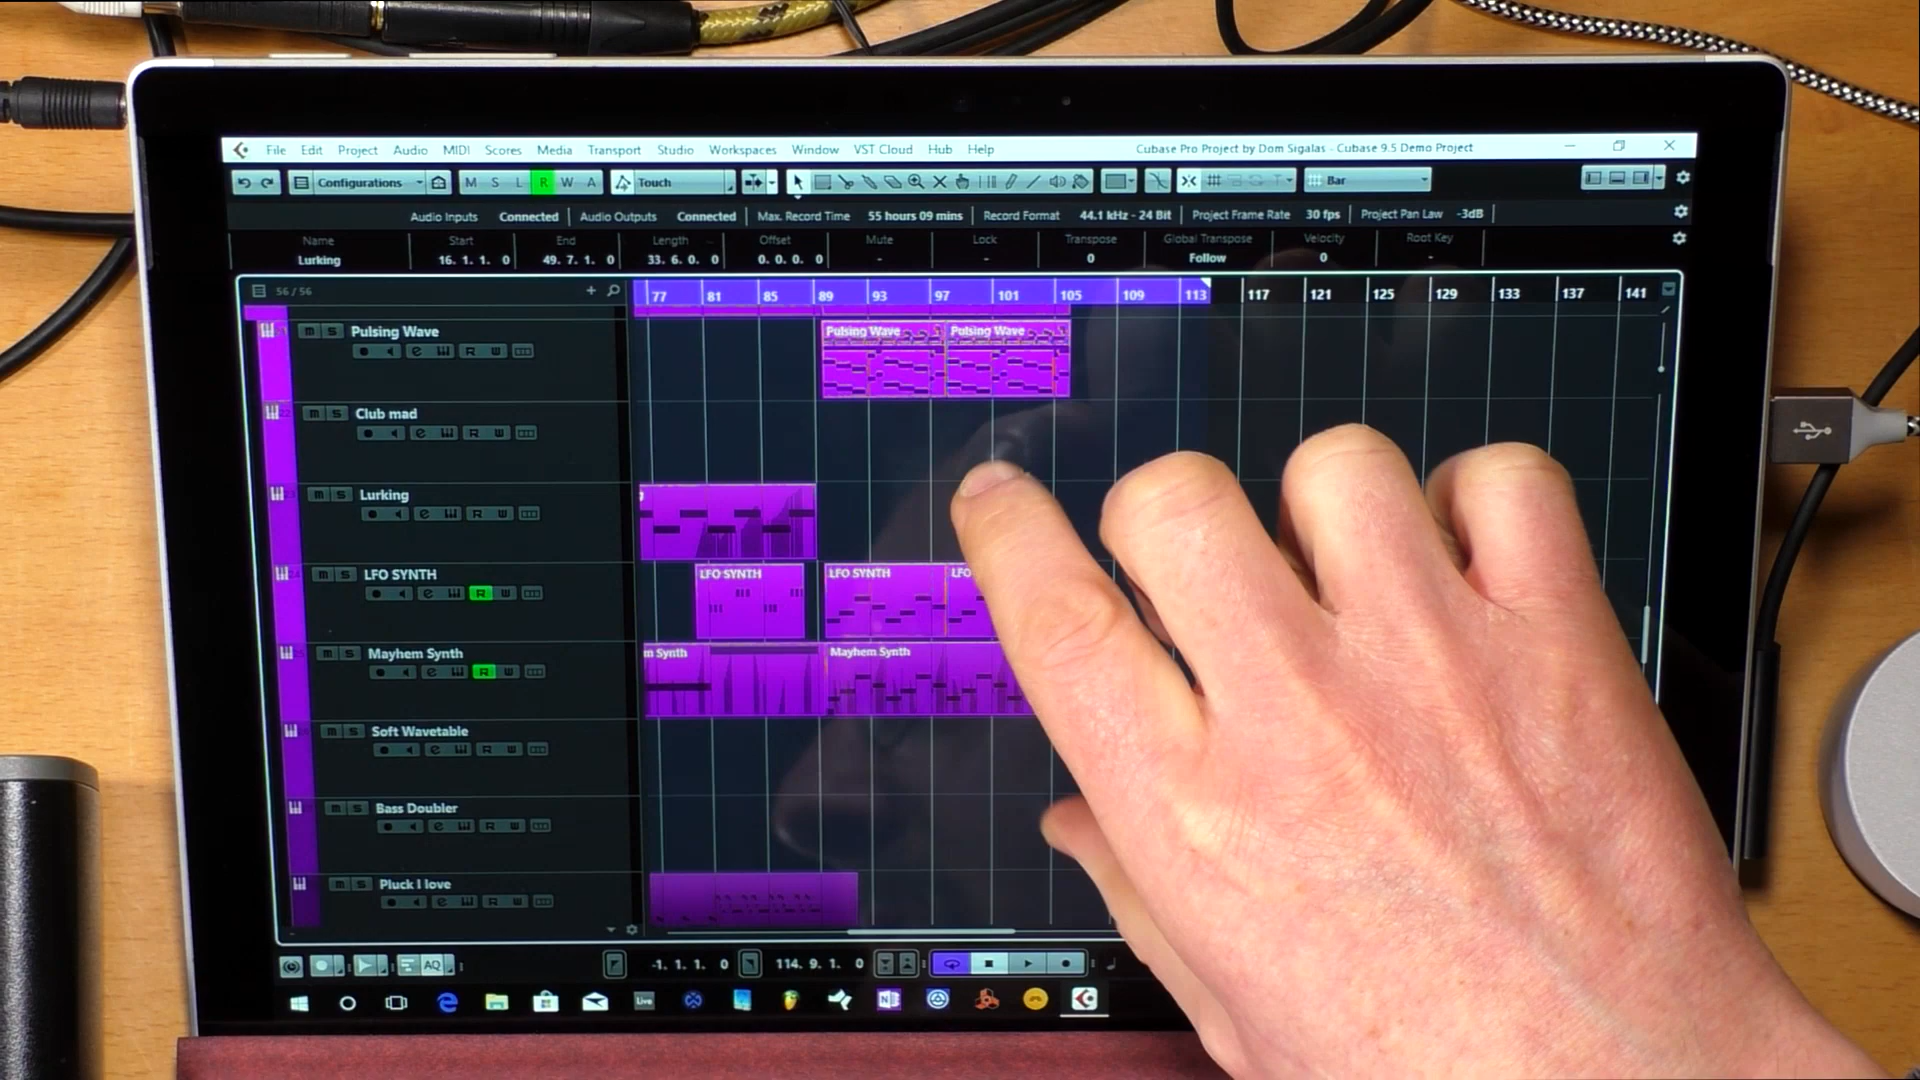 File Edit Project Audio MIDI Scores Media Transport Studio Workspaces Window VST Cloud Hub Help Cubase Pro Project by Dom Sigalas - Cubase 9.5 Demo Project
Configurations M S L R W A Touch Bar
Audio Inputs Connected Audio Outputs Connected Max. Record Time 55 hours 09 mins Record Format 44.1 kHz - 24 Bit Project Frame Rate 30 fps Project Pan Law -3dB
Name Start End Length Offset Mute Lock Transpose Global Transpose Velocity Root Key
Lurking 16. 1. 1. 0 49. 7. 1. 0 33. 6. 0. 0 0. 0. 0. 0 - - 0 Follow 0 -
56 / 56 77 81 85 89 93 97 101 105 109 113 117 121 125 129 133 137 141
m S Pulsing Wave Pulsing Wave Pulsing Wave
e R W
22 m S Club mad
e R W
m S Lurking
e R W
m S LFO SYNTH LFO SYNTH LFO SYNTH LFO
e R W
m S Mayhem Synth m Synth Mayhem Synth
e R W
m S Soft Wavetable
e R W
m S Bass Doubler
e R W
m S Pluck I love
e R W
AQ -1. 1. 1. 0 114. 9. 1. 0
Live N